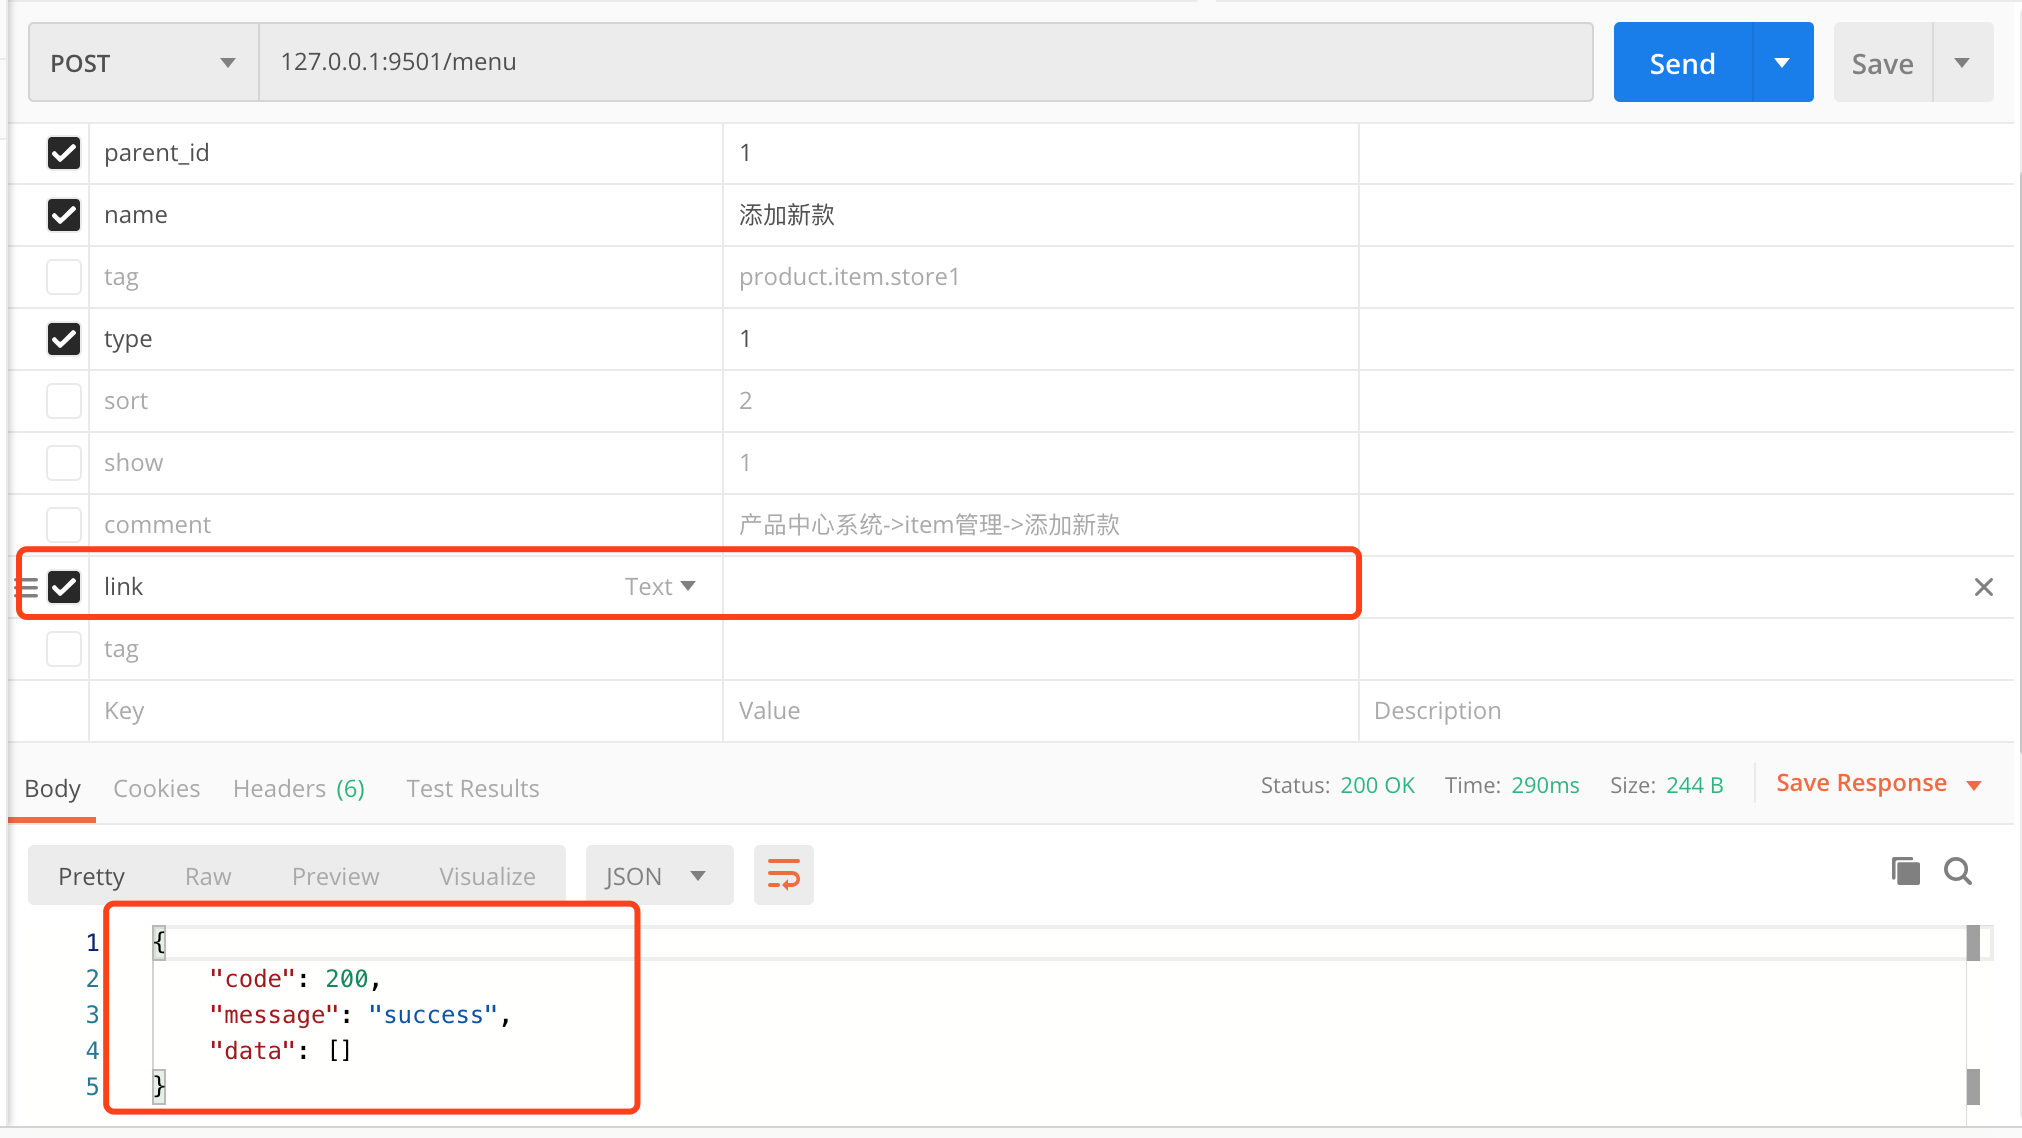 POST 127.0.0.1:9501/menu Send Save
parent_id 1
name 添加新款
tag product.item.store1
type 1
sort 2
show 1
comment 产品中心系统->item管理->添加新款
link Text
tag
Key Value Description
Body Cookies Headers (6) Test Results Status: 200 OK Time: 290ms Size: 244 B Save Response
Pretty Raw Preview Visualize JSON
1 {
2 "code": 200,
3 "message": "success",
4 "data": []
5 }